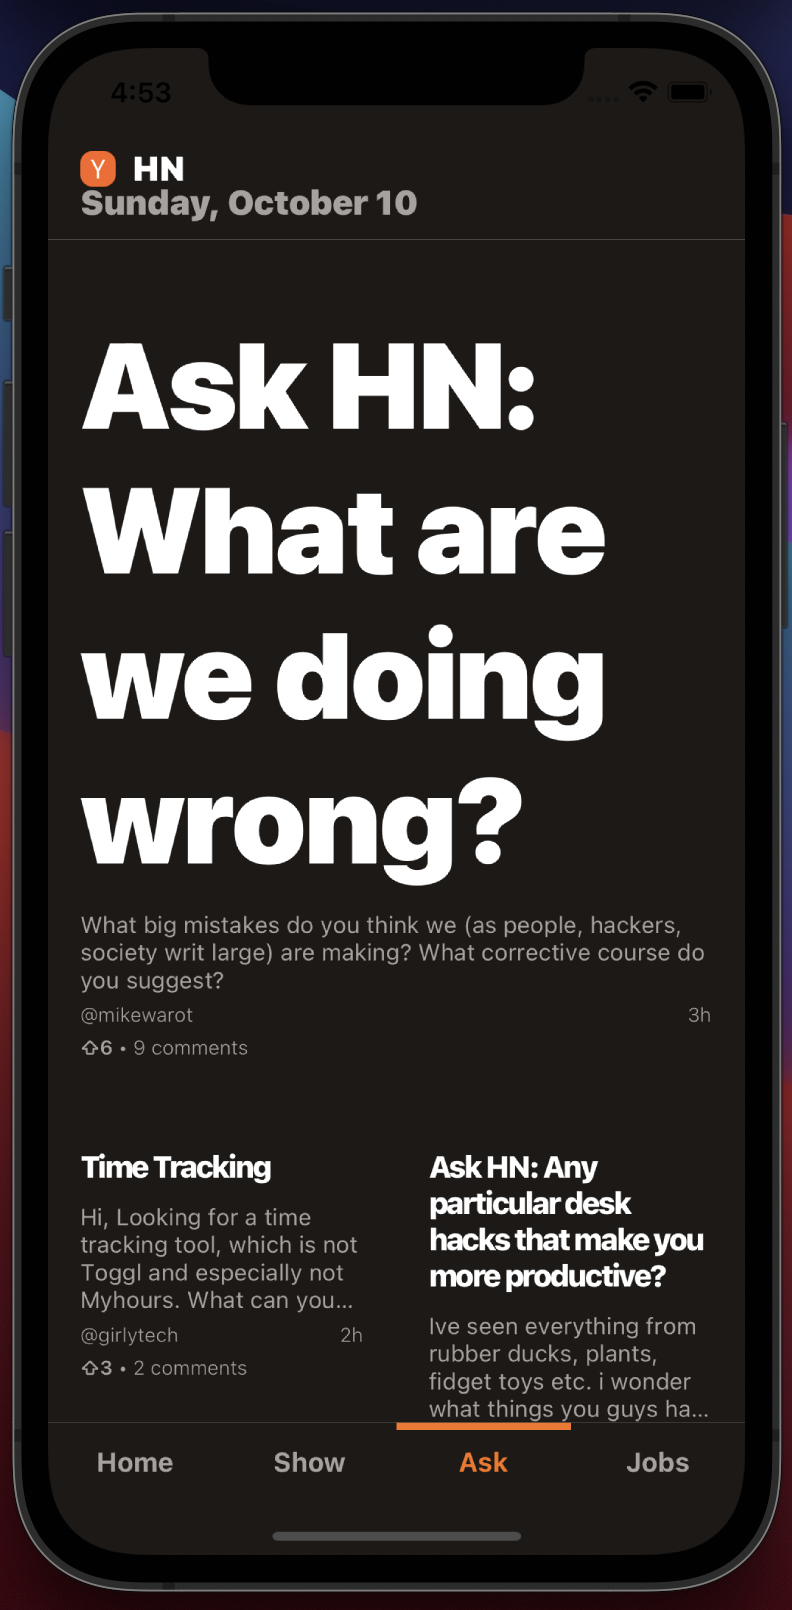 4:53
Y HN
Sunday, October 10
Ask HN:
What are
we doing
wrong?
What big mistakes do you think we (as people, hackers,
society writ large) are making? What corrective course do
you suggest?
@mikewarot 3h
6 • 9 comments
Time Tracking
Hi, Looking for a time
tracking tool, which is not
Toggl and especially not
Myhours. What can you...
@girlytech 2h
3 • 2 comments
Ask HN: Any
particular desk
hacks that make you
more productive?
Ive seen everything from
rubber ducks, plants,
fidget toys etc. i wonder
what things you guys ha...
Home Show Ask Jobs